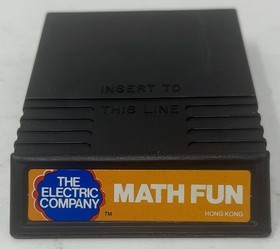 INSERT TO
THIS LINE
THE
ELECTRIC
COMPANY
TM
MATH FUN
HONG KONG